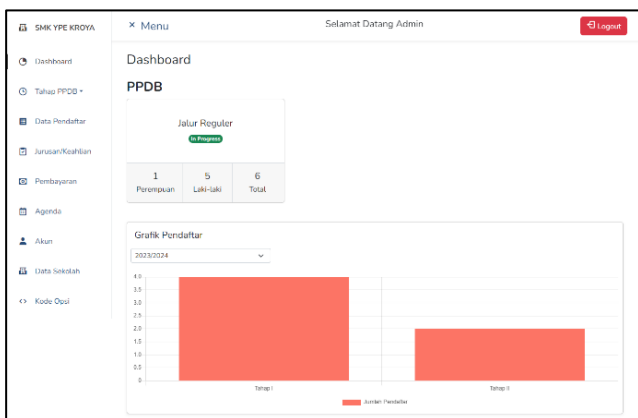 SMK YPE KROYA
× Menu
Selamat Datang Admin
Logout
Dashboard
Tahap PPDB
Data Pendaftar
Jurusan/Keahlian
Pembayaran
Agenda
Akun
Data Sekolah
Kode Opsi
Dashboard
PPDB
Jalur Reguler
In Progress
1 5 6
Perempuan Laki-laki Total
Grafik Pendaftar
2023/2024
4.0
3.5
3.0
2.5
2.0
1.5
1.0
0.5
0
Tahap I Tahap II
Jumlah Pendaftar